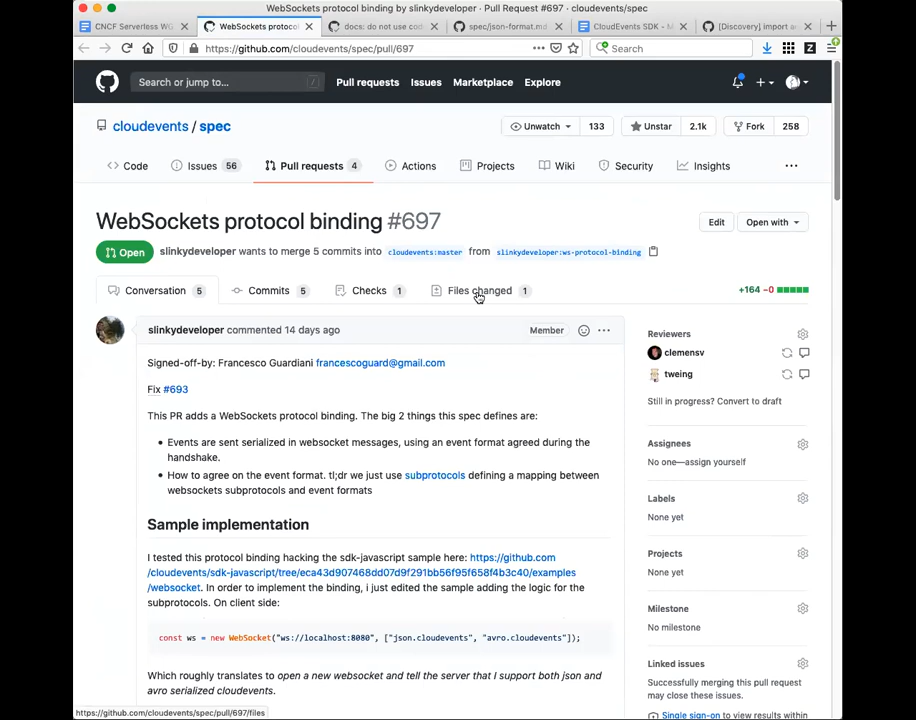 WebSockets protocol binding by slinkydeveloper · Pull Request #697 · cloudevents/spec
CNCF Serverless WG
WebSockets protoco
docs: do not use code
spec/json-format.md
CloudEvents SDK - M
[Discovery] import a
https://github.com/cloudevents/spec/pull/697
Search
Search or jump to...
/
Pull requests
Issues
Marketplace
Explore
cloudevents / spec
Unwatch
133
Unstar
2.1k
Fork
258
Code
Issues 56
Pull requests 4
Actions
Projects
Wiki
Security
Insights
WebSockets protocol binding #697
Edit
Open with
Open
slinkydeveloper wants to merge 5 commits into cloudevents:master from slinkydeveloper:ws-protocol-binding
Conversation 5
Commits 5
Checks 1
Files changed 1
+164 −0
slinkydeveloper commented 14 days ago
Member
Signed-off-by: Francesco Guardiani francescoguard@gmail.com
Fix #693
This PR adds a WebSockets protocol binding. The big 2 things this spec defines are:
• Events are sent serialized in websocket messages, using an event format agreed during the
handshake.
• How to agree on the event format. tl;dr we just use subprotocols defining a mapping between
websockets subprotocols and event formats
Sample implementation
I tested this protocol binding hacking the sdk-javascript sample here: https://github.com
/cloudevents/sdk-javascript/tree/eca43d907468dd07d9f291bb56f95f658f4b3c40/examples
/websocket. In order to implement the binding, i just edited the sample adding the logic for the
subprotocols. On client side:
const ws = new WebSocket("ws://localhost:8080", ["json.cloudevents", "avro.cloudevents"]);
Which roughly translates to open a new websocket and tell the server that I support both json and
avro serialized cloudevents.
Reviewers
clemensv
tweing
Still in progress? Convert to draft
Assignees
No one—assign yourself
Labels
None yet
Projects
None yet
Milestone
No milestone
Linked issues
Successfully merging this pull request
may close these issues.
Single sign-on to view results within
https://github.com/cloudevents/spec/pull/697/files